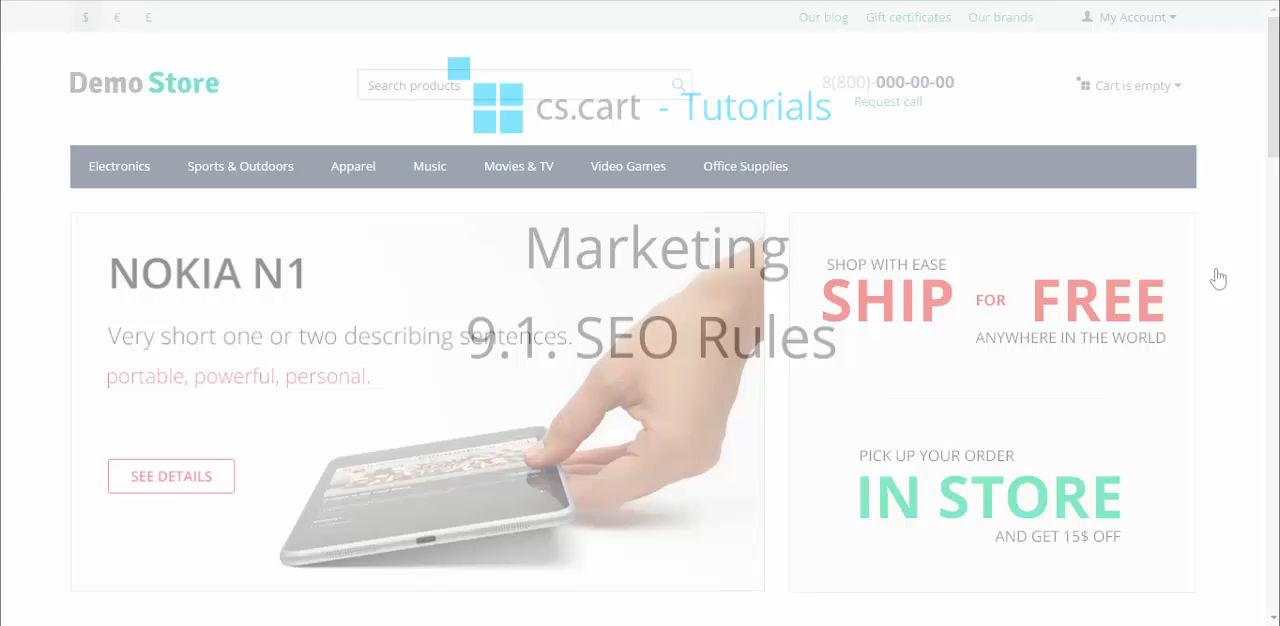 $ € £
Our blog Gift certificates Our brands My Account
Demo Store
Search products
8(800)-000-00-00
Request call
Cart is empty
cs.cart - Tutorials
Electronics Sports & Outdoors Apparel Music Movies & TV Video Games Office Supplies
Marketing
9.1. SEO Rules
NOKIA N1
Very short one or two describing sentences.
portable, powerful, personal.
SEE DETAILS
SHOP WITH EASE
SHIP FOR FREE
ANYWHERE IN THE WORLD
PICK UP YOUR ORDER
IN STORE
AND GET 15$ OFF